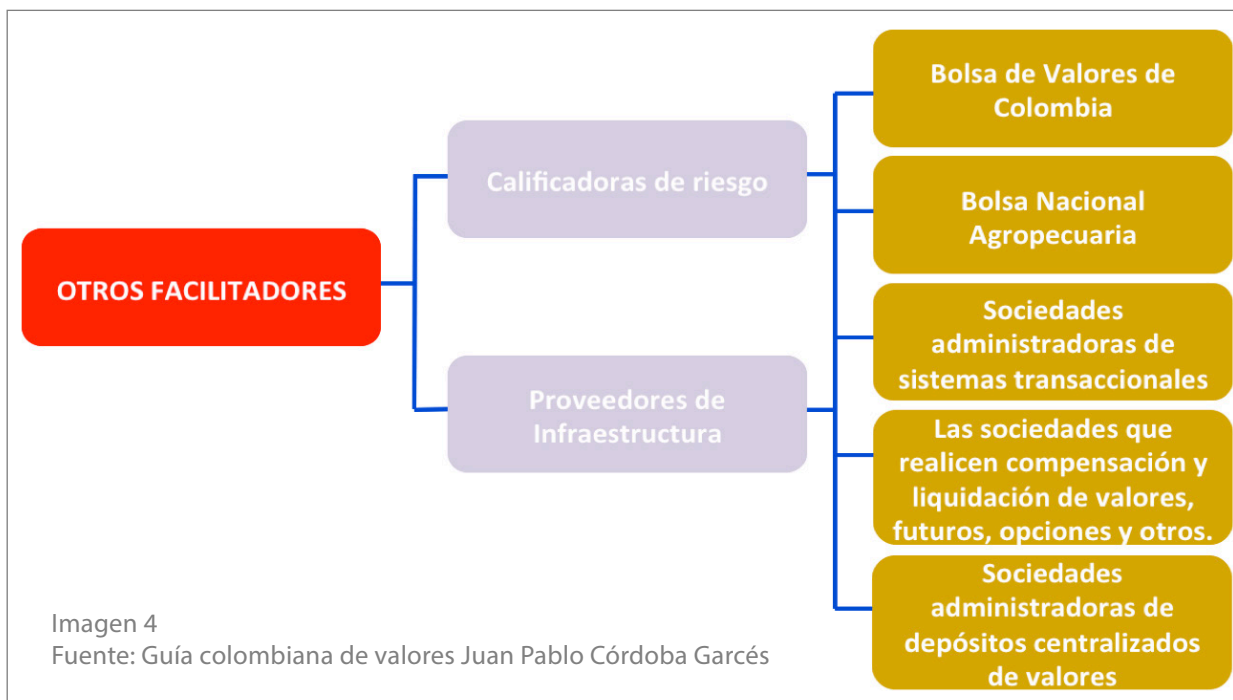 OTROS FACILITADORES
Calificadoras de riesgo
Proveedores de
Infraestructura
Bolsa de Valores de
Colombia
Bolsa Nacional
Agropecuaria
Sociedades
administradoras de
sistemas transaccionales
Las sociedades que
realicen compensación y
liquidación de valores,
futuros, opciones y otros.
Sociedades
administradoras de
depósitos centralizados
de valores
Imagen 4
Fuente: Guía colombiana de valores Juan Pablo Córdoba Garcés